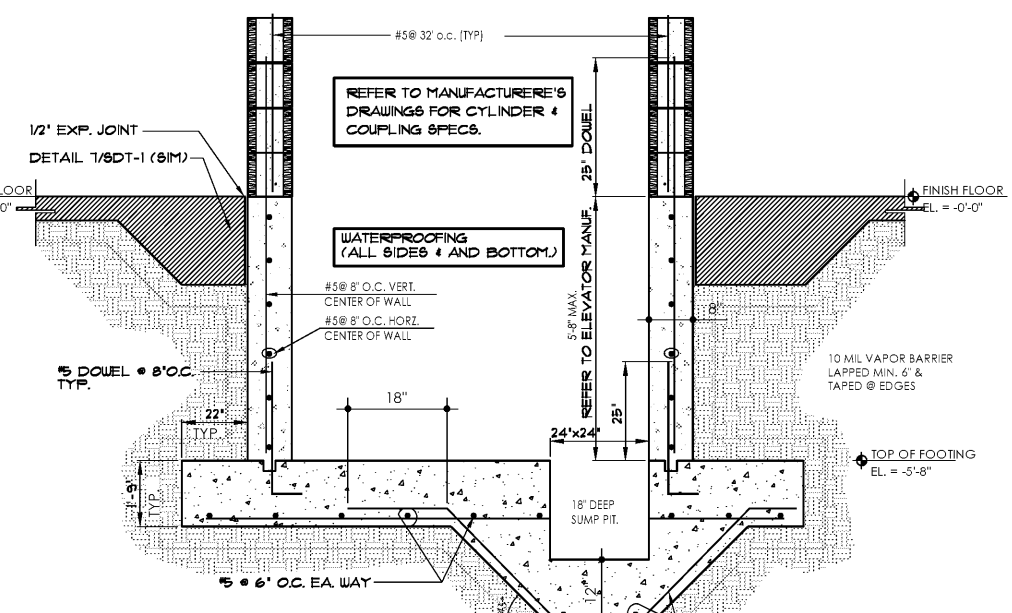 #5@ 32' o.c. (TYP)
REFER TO MANUFACTURERE'S
DRAWINGS FOR CYLINDER &
COUPLING SPECS.
25" DOWEL
1/2" EXP. JOINT
DETAIL 7/SDT-1 (SIM)
LOOR
0"
FINISH FLOOR
EL. = -0'-0"
WATERPROOFING
(ALL SIDES & AND BOTTOM.)
5'-8" MAX.
REFER TO ELEVATOR MANUF.
#5@ 8" O.C. VERT.
CENTER OF WALL
8"
#5@ 8" O.C. HORZ.
CENTER OF WALL
10 MIL VAPOR BARRIER
LAPPED MIN. 6" &
TAPED @ EDGES
#5 DOWEL @ 8"O.C.
TYP.
18"
22"
TYP.
25"
24"x24"
TOP OF FOOTING
EL. = -5'-8"
1'-9"
TYP.
18" DEEP
SUMP PIT.
#5 @ 6" O.C. EA. WAY
12"